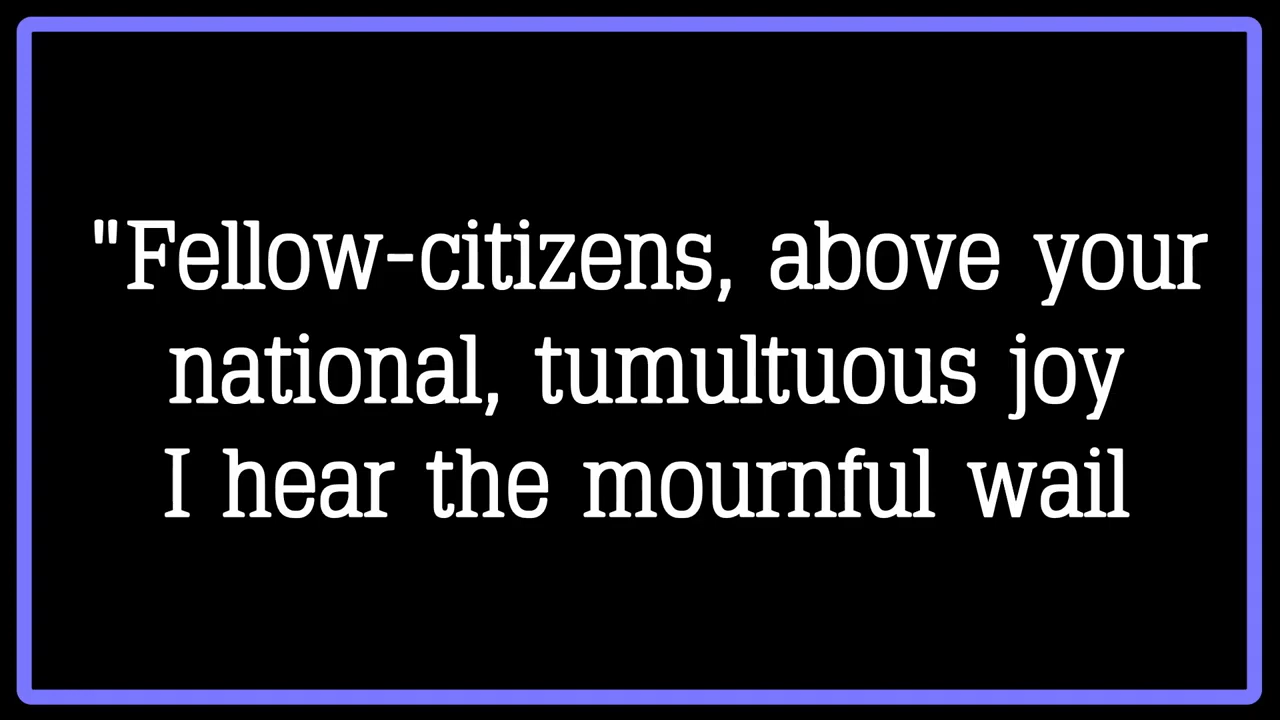 "Fellow-citizens, above your
national, tumultuous joy
I hear the mournful wail